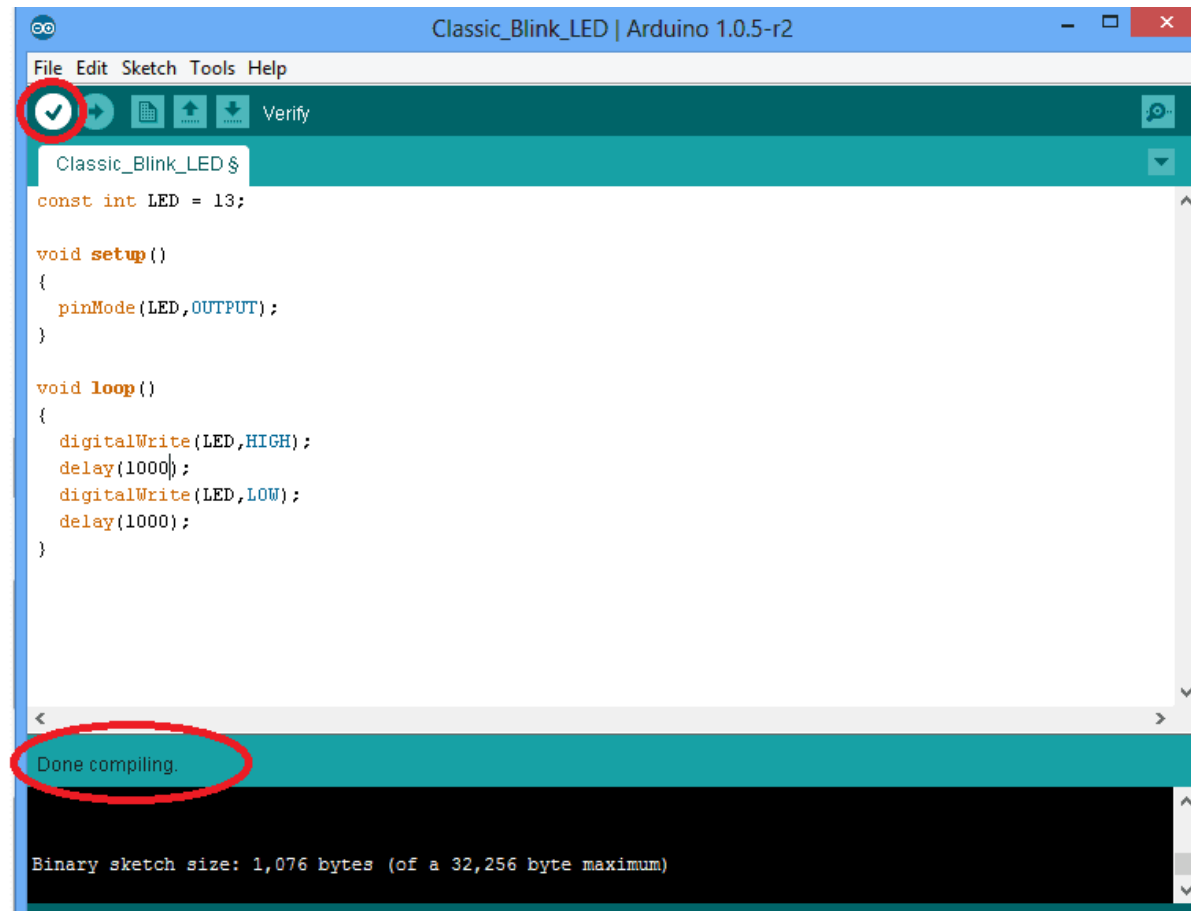 Classic_Blink_LED | Arduino 1.0.5-r2
File Edit Sketch Tools Help
Verify
Classic_Blink_LED §
const int LED = 13;
void setup()
{
  pinMode(LED,OUTPUT);
}
void loop()
{
  digitalWrite(LED,HIGH);
  delay(1000);
  digitalWrite(LED,LOW);
  delay(1000);
}
Done compiling.
Binary sketch size: 1,076 bytes (of a 32,256 byte maximum)